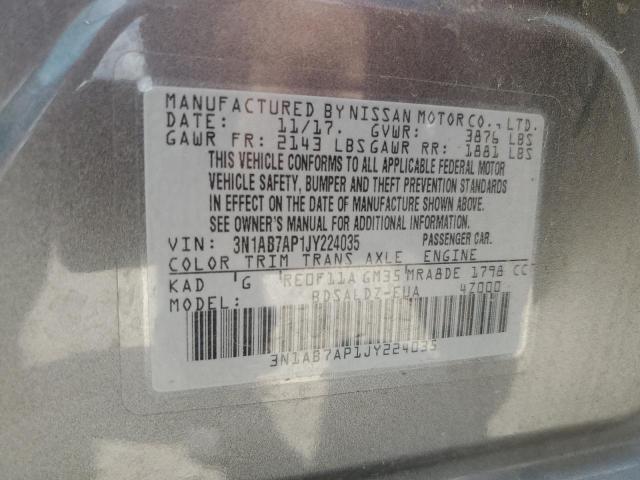 MANUFACTURED BY NISSAN MOTOR CO., LTD.
DATE: 11/17. GVWR: 3876 LBS
GAWR FR: 2143 LBS GAWR RR: 1881 LBS
THIS VEHICLE CONFORMS TO ALL APPLICABLE FEDERAL MOTOR
VEHICLE SAFETY, BUMPER AND THEFT PREVENTION STANDARDS
IN EFFECT ON THE DATE OF MANUFACTURE SHOWN ABOVE.
SEE OWNER'S MANUAL FOR ADDITIONAL INFORMATION.
VIN: 3N1AB7AP1JY224035 PASSENGER CAR.
COLOR TRIM TRANS AXLE ENGINE
KAD G RE0F11A GM35 MRA8DE 1798 CC
MODEL: BDSALDZ-EUA 4Z000
3N1AB7AP1JY224035